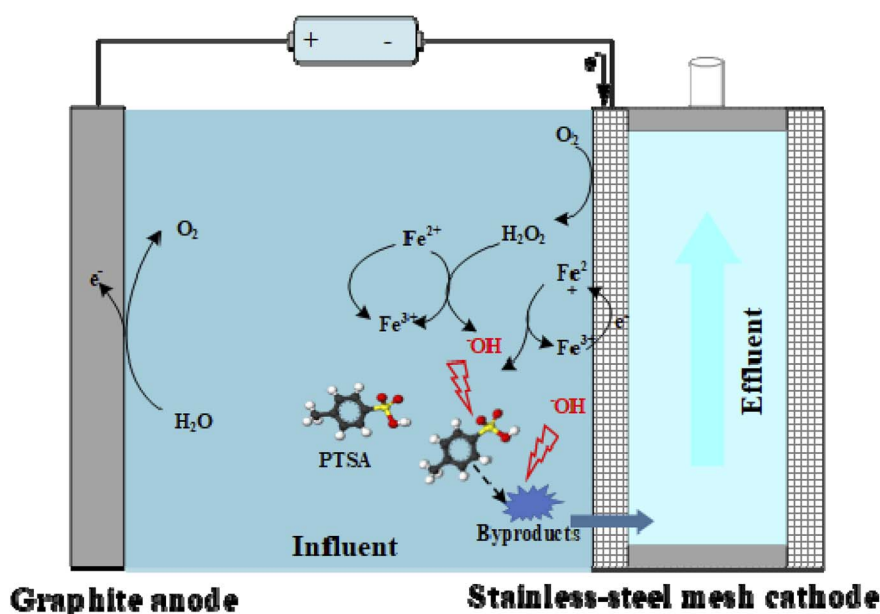 + -
e-
O₂
O₂
Fe²⁺
H₂O₂
e-
Fe²
+
Fe³⁺
Fe³⁺
e-
-OH
-OH
H₂O
PTSA
Effluent
Byproducts
Influent
Graphite anode
Stainless-steel mesh cathode